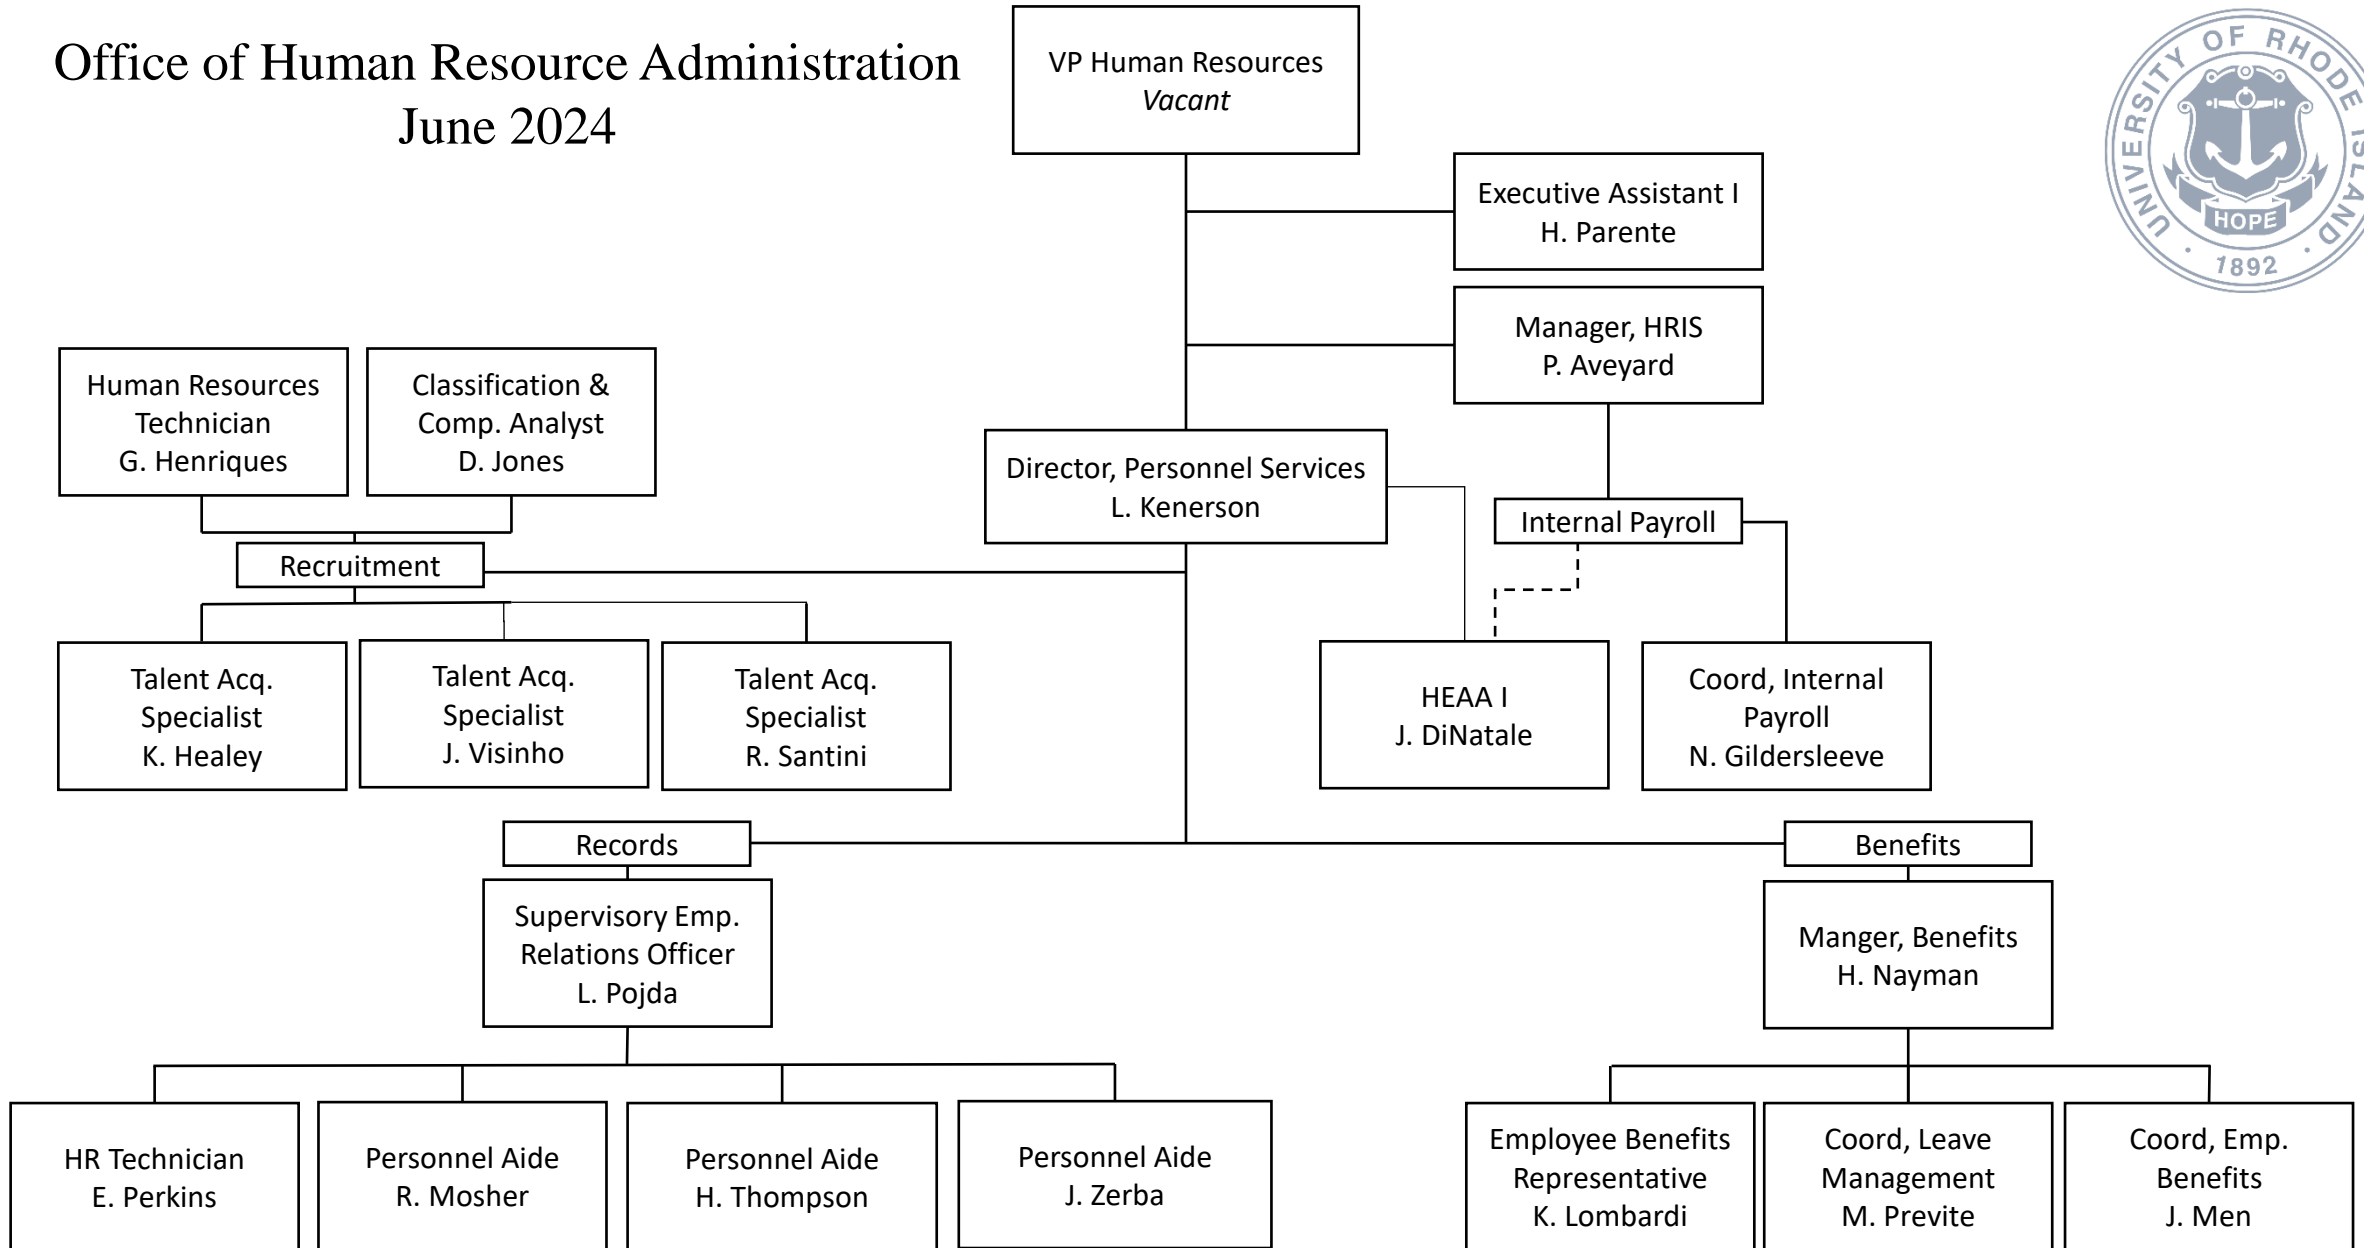 Office of Human Resource Administration
June 2024
VP Human Resources
Vacant
UNIVERSITY OF RHODE ISLAND
HOPE
1892
Executive Assistant I
H. Parente
Manager, HRIS
P. Aveyard
Human Resources
Technician
G. Henriques
Classification &
Comp. Analyst
D. Jones
Director, Personnel Services
L. Kenerson
Internal Payroll
Recruitment
Talent Acq.
Specialist
K. Healey
Talent Acq.
Specialist
J. Visinho
Talent Acq.
Specialist
R. Santini
HEAA I
J. DiNatale
Coord, Internal
Payroll
N. Gildersleeve
Records
Benefits
Supervisory Emp.
Relations Officer
L. Pojda
Manger, Benefits
H. Nayman
HR Technician
E. Perkins
Personnel Aide
R. Mosher
Personnel Aide
H. Thompson
Personnel Aide
J. Zerba
Employee Benefits
Representative
K. Lombardi
Coord, Leave
Management
M. Previte
Coord, Emp.
Benefits
J. Men